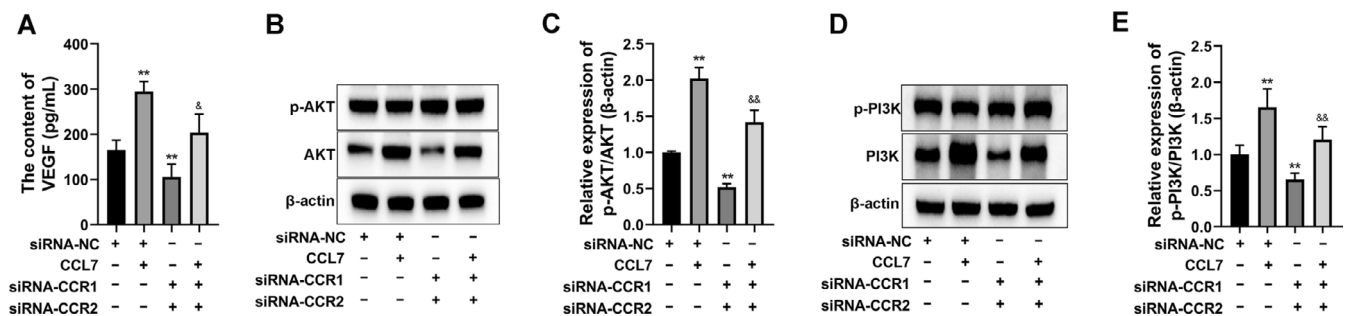 A
The content of
VEGF (pg/mL)
400
300
200
100
0
**
**
&
siRNA-NC + + − −
CCL7 − + − +
siRNA-CCR1 − − + +
siRNA-CCR2 − − + +
B
p-AKT
AKT
β-actin
siRNA-NC + + − −
CCL7 − + − +
siRNA-CCR1 − − + +
siRNA-CCR2 − − + +
C
Relative expression of
p-AKT/AKT (β-actin)
2.5
2.0
1.5
1.0
0.5
0.0
**
**
&&
siRNA-NC + + − −
CCL7 − + − +
siRNA-CCR1 − − + +
siRNA-CCR2 − − + +
D
p-PI3K
PI3K
β-actin
siRNA-NC + + − −
CCL7 − + − +
siRNA-CCR1 − − + +
siRNA-CCR2 − − + +
E
Relative expression of
p-PI3K/PI3K (β-actin)
2.5
2.0
1.5
1.0
0.5
0.0
**
**
&&
siRNA-NC + + − −
CCL7 − + − +
siRNA-CCR1 − − + +
siRNA-CCR2 − − + +